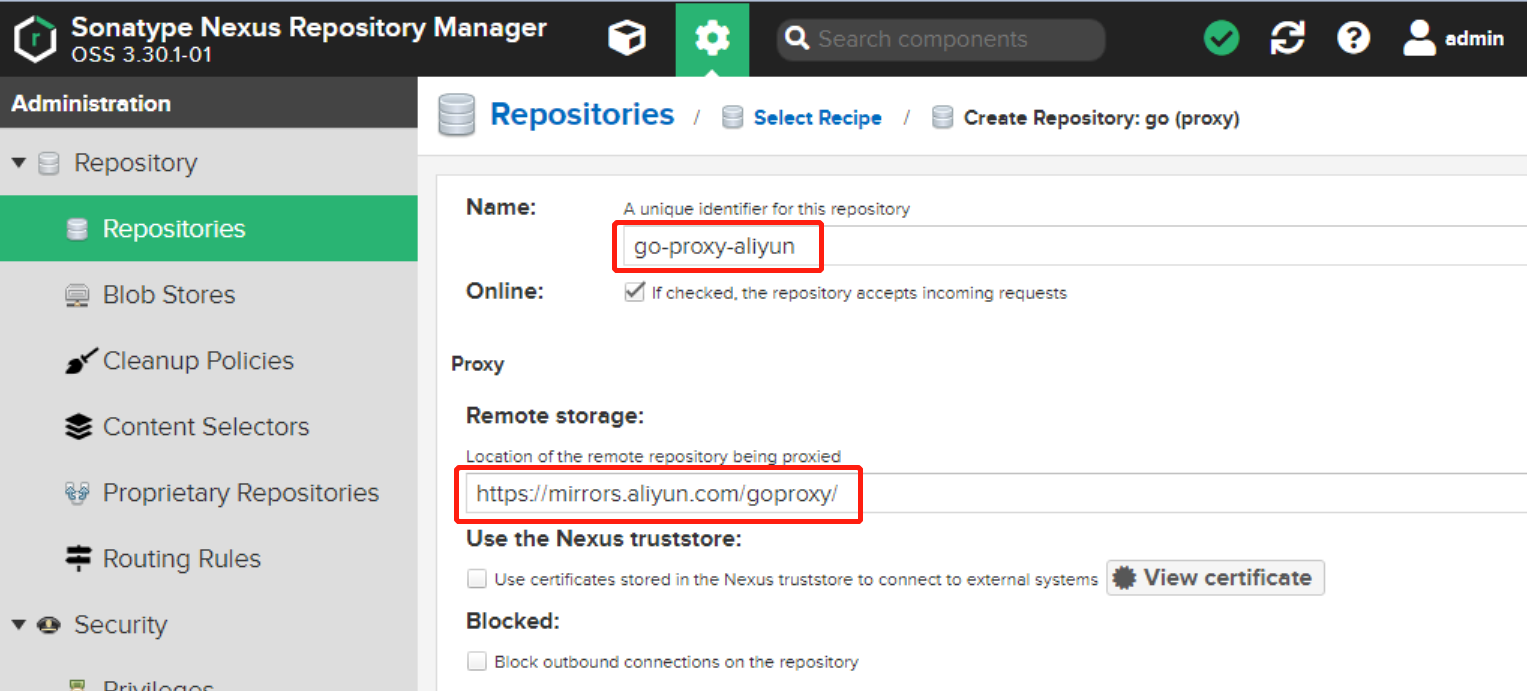 Sonatype Nexus Repository Manager
OSS 3.30.1-01
Search components
admin
Administration
Repositories / Select Recipe / Create Repository: go (proxy)
Repository
Repositories
Blob Stores
Cleanup Policies
Content Selectors
Proprietary Repositories
Routing Rules
Security
Privileges
Name:
A unique identifier for this repository
go-proxy-aliyun
Online:
If checked, the repository accepts incoming requests
Proxy
Remote storage:
Location of the remote repository being proxied
https://mirrors.aliyun.com/goproxy/
Use the Nexus truststore:
Use certificates stored in the Nexus truststore to connect to external systems
View certificate
Blocked:
Block outbound connections on the repository